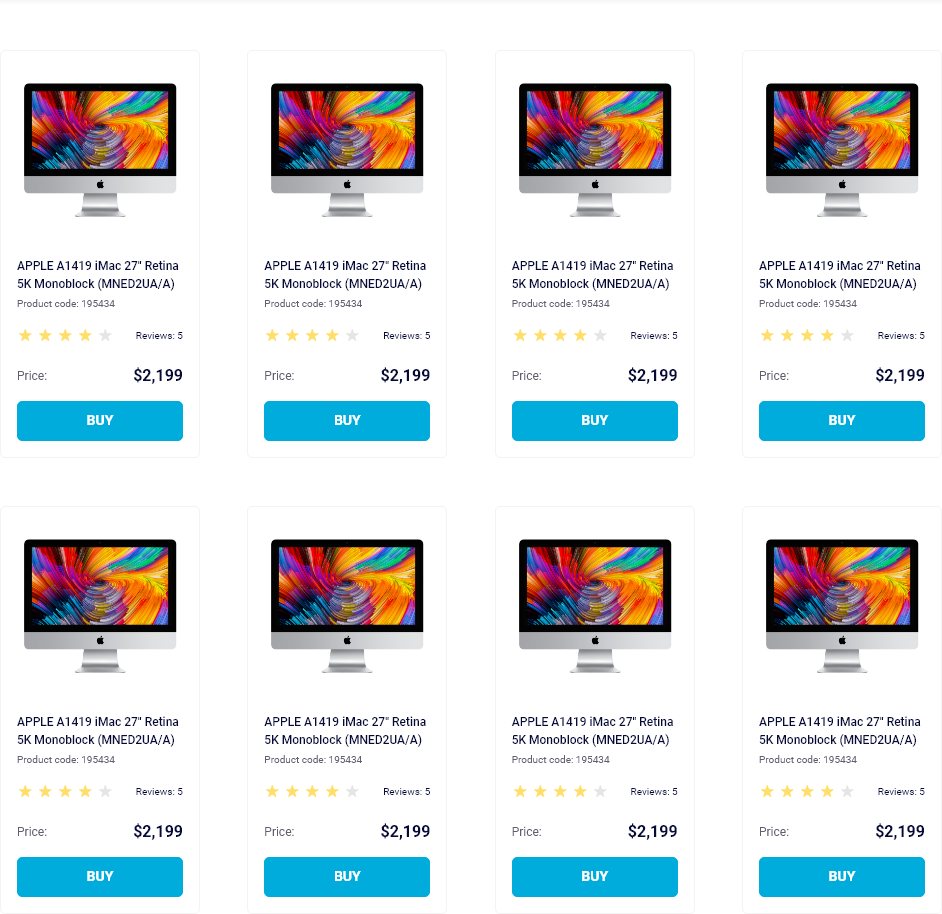 APPLE A1419 iMac 27" Retina
5K Monoblock (MNED2UA/A)
Product code: 195434
Reviews: 5
Price: $2,199
BUY
APPLE A1419 iMac 27" Retina
5K Monoblock (MNED2UA/A)
Product code: 195434
Reviews: 5
Price: $2,199
BUY
APPLE A1419 iMac 27" Retina
5K Monoblock (MNED2UA/A)
Product code: 195434
Reviews: 5
Price: $2,199
BUY
APPLE A1419 iMac 27" Retina
5K Monoblock (MNED2UA/A)
Product code: 195434
Reviews: 5
Price: $2,199
BUY
APPLE A1419 iMac 27" Retina
5K Monoblock (MNED2UA/A)
Product code: 195434
Reviews: 5
Price: $2,199
BUY
APPLE A1419 iMac 27" Retina
5K Monoblock (MNED2UA/A)
Product code: 195434
Reviews: 5
Price: $2,199
BUY
APPLE A1419 iMac 27" Retina
5K Monoblock (MNED2UA/A)
Product code: 195434
Reviews: 5
Price: $2,199
BUY
APPLE A1419 iMac 27" Retina
5K Monoblock (MNED2UA/A)
Product code: 195434
Reviews: 5
Price: $2,199
BUY